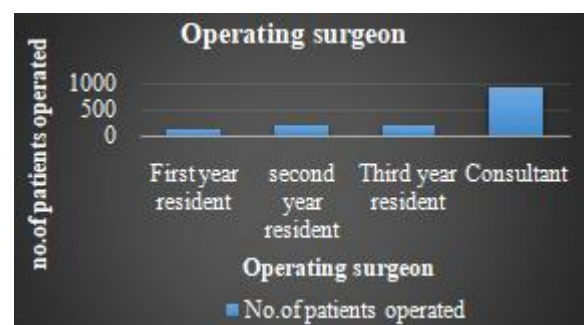 Operating surgeon
no.of patients operated
1000
500
0
First year resident
second year resident
Third year resident
Consultant
Operating surgeon
No.of patients operated